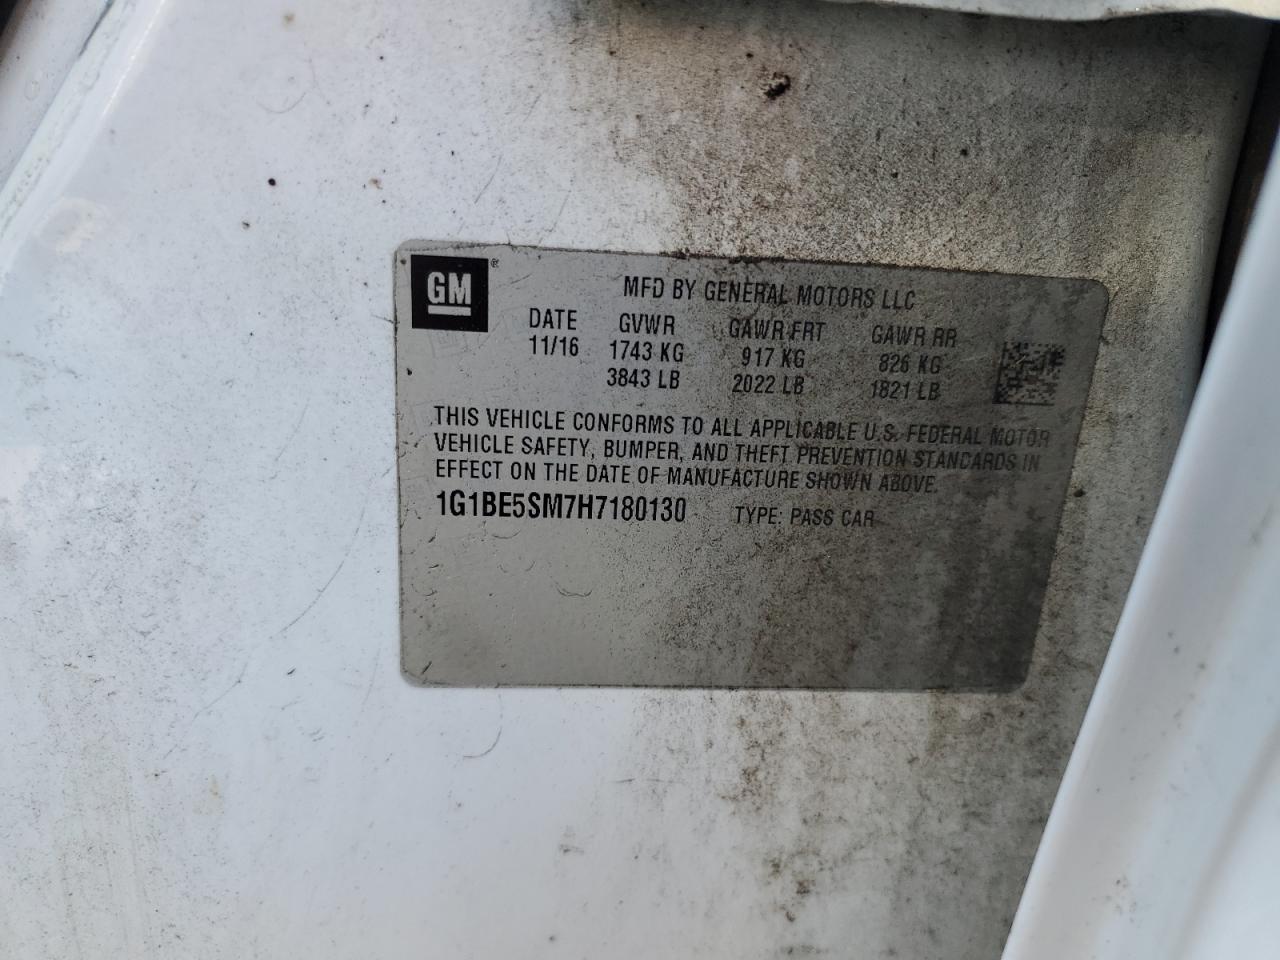 GM ®
MFD BY GENERAL MOTORS LLC
DATE GVWR GAWR FRT GAWR RR
11/16 1743 KG 917 KG 826 KG
3843 LB 2022 LB 1821 LB
THIS VEHICLE CONFORMS TO ALL APPLICABLE U.S. FEDERAL MOTOR
VEHICLE SAFETY, BUMPER, AND THEFT PREVENTION STANDARDS IN
EFFECT ON THE DATE OF MANUFACTURE SHOWN ABOVE.
1G1BE5SM7H7180130 TYPE: PASS CAR